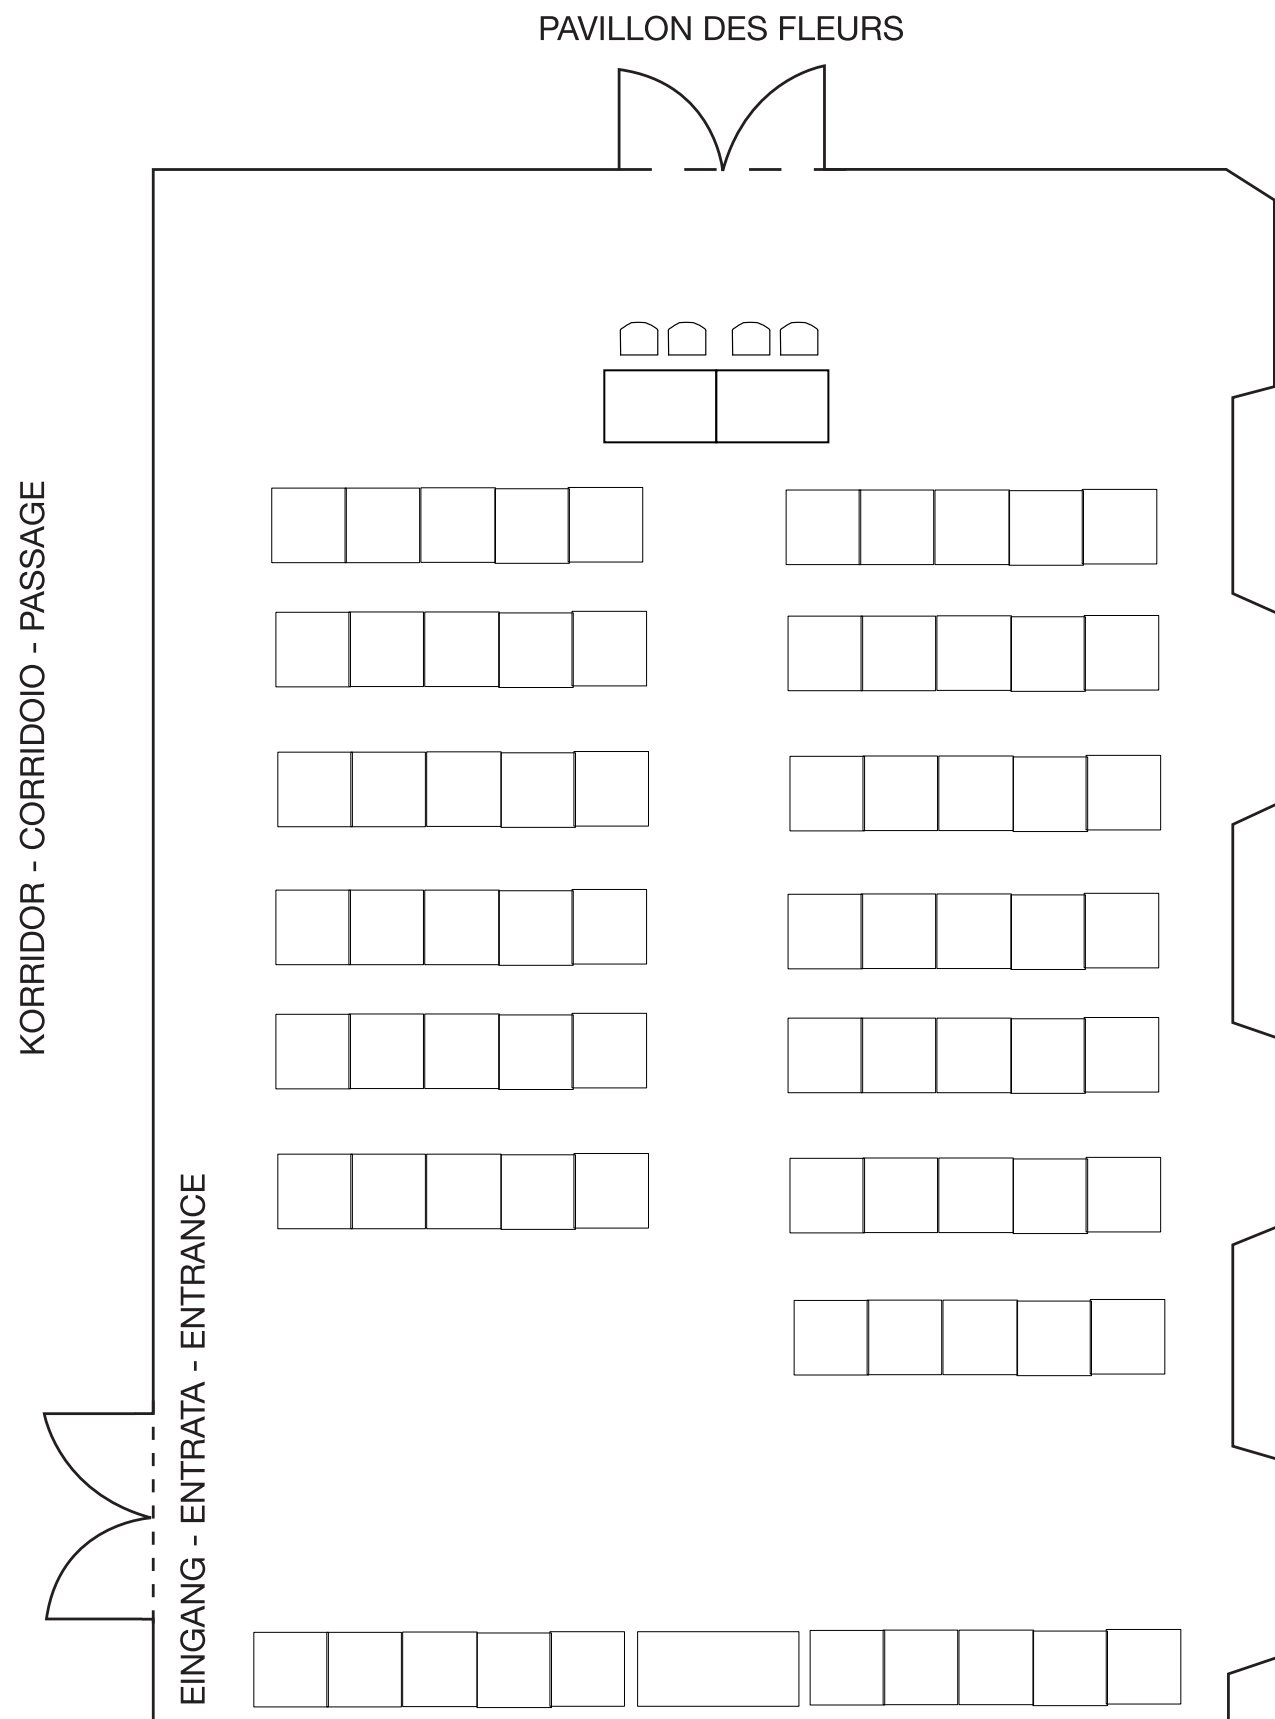 PAVILLON DES FLEURS
KORRIDOR - CORRIDOIO - PASSAGE
EINGANG - ENTRATA - ENTRANCE